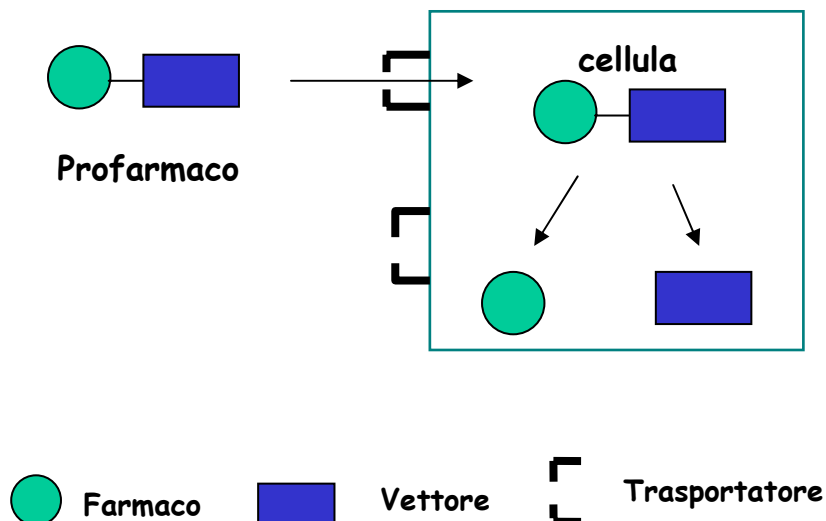 cellula
Profarmaco
Farmaco
Vettore
Trasportatore